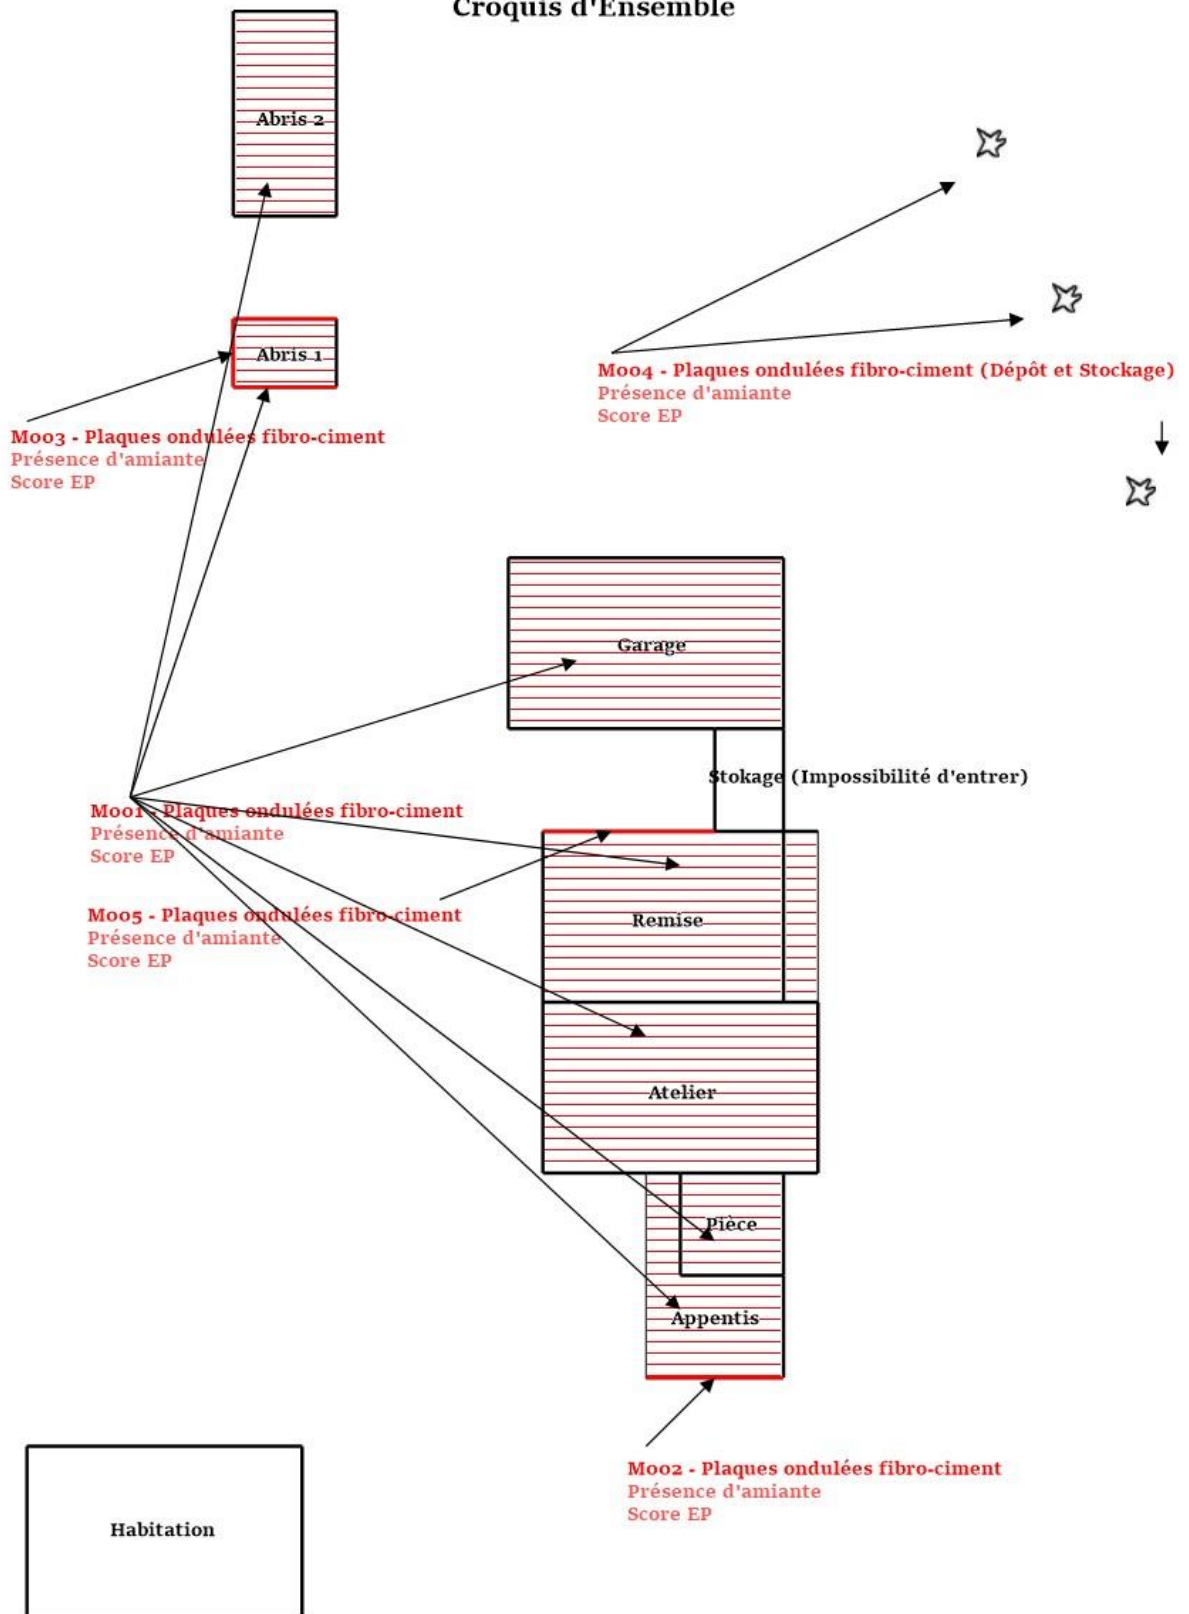 Croquis d'Ensemble
Abris 2
Abris 1
M004 - Plaques ondulées fibro-ciment (Dépôt et Stockage)
Présence d'amiante
Score EP
M003 - Plaques ondulées fibro-ciment
Présence d'amiante
Score EP
Garage
Stokage (Impossibilité d'entrer)
M001 - Plaques ondulées fibro-ciment
Présence d'amiante
Score EP
M005 - Plaques ondulées fibro-ciment
Présence d'amiante
Score EP
Remise
Atelier
Pièce
Appentis
M002 - Plaques ondulées fibro-ciment
Présence d'amiante
Score EP
Habitation